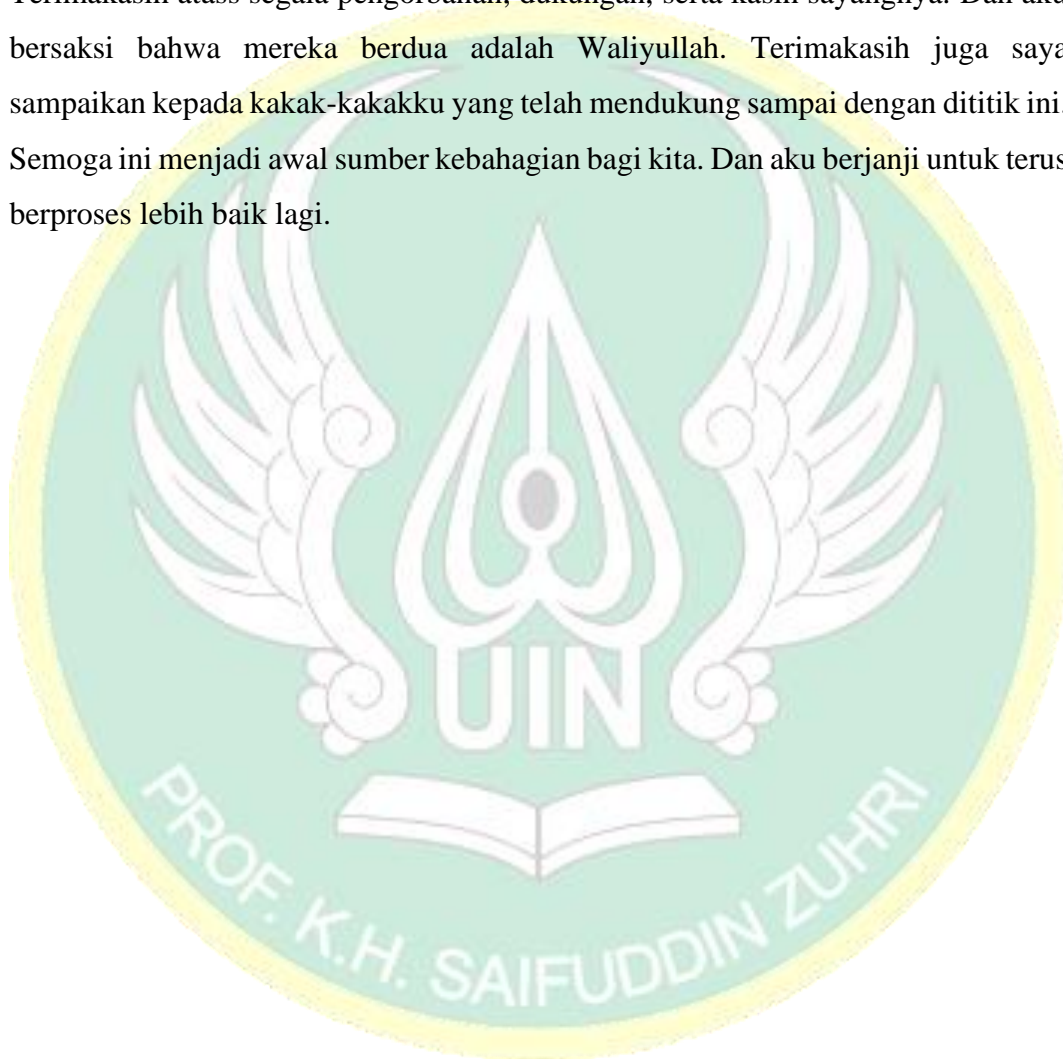 Terimakasih atass segala pengorbanan, dukungan, serta kasih sayangnya. Dan aku
bersaksi bahwa mereka berdua adalah Waliyullah. Terimakasih juga saya
sampaikan kepada kakak-kakakku yang telah mendukung sampai dengan dititik ini.
Semoga ini menjadi awal sumber kebahagian bagi kita. Dan aku berjanji untuk terus
berproses lebih baik lagi.
UIN
PROF. K.H. SAIFUDDIN ZUHRI